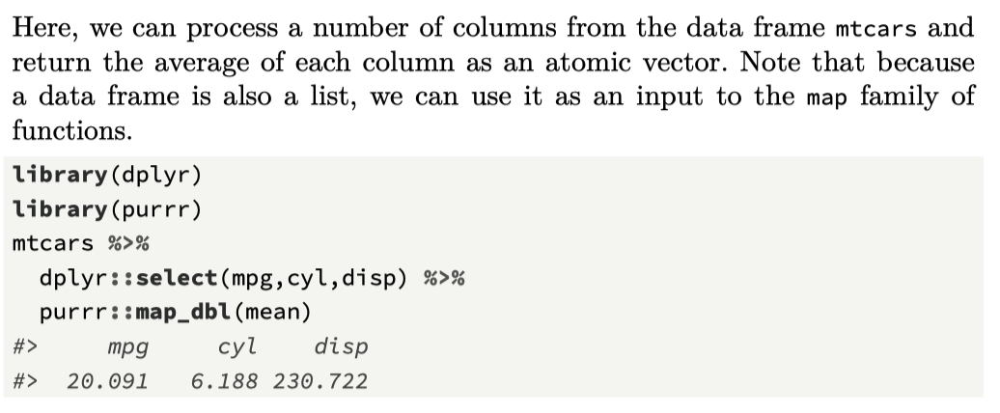 Here, we can process a number of columns from the data frame mtcars and
return the average of each column as an atomic vector. Note that because
a data frame is also a list, we can use it as an input to the map family of
functions.
library(dplyr)
library(purrr)
mtcars %>%
  dplyr::select(mpg,cyl,disp) %>%
  purrr::map_dbl(mean)
#>     mpg     cyl    disp
#>  20.091   6.188 230.722